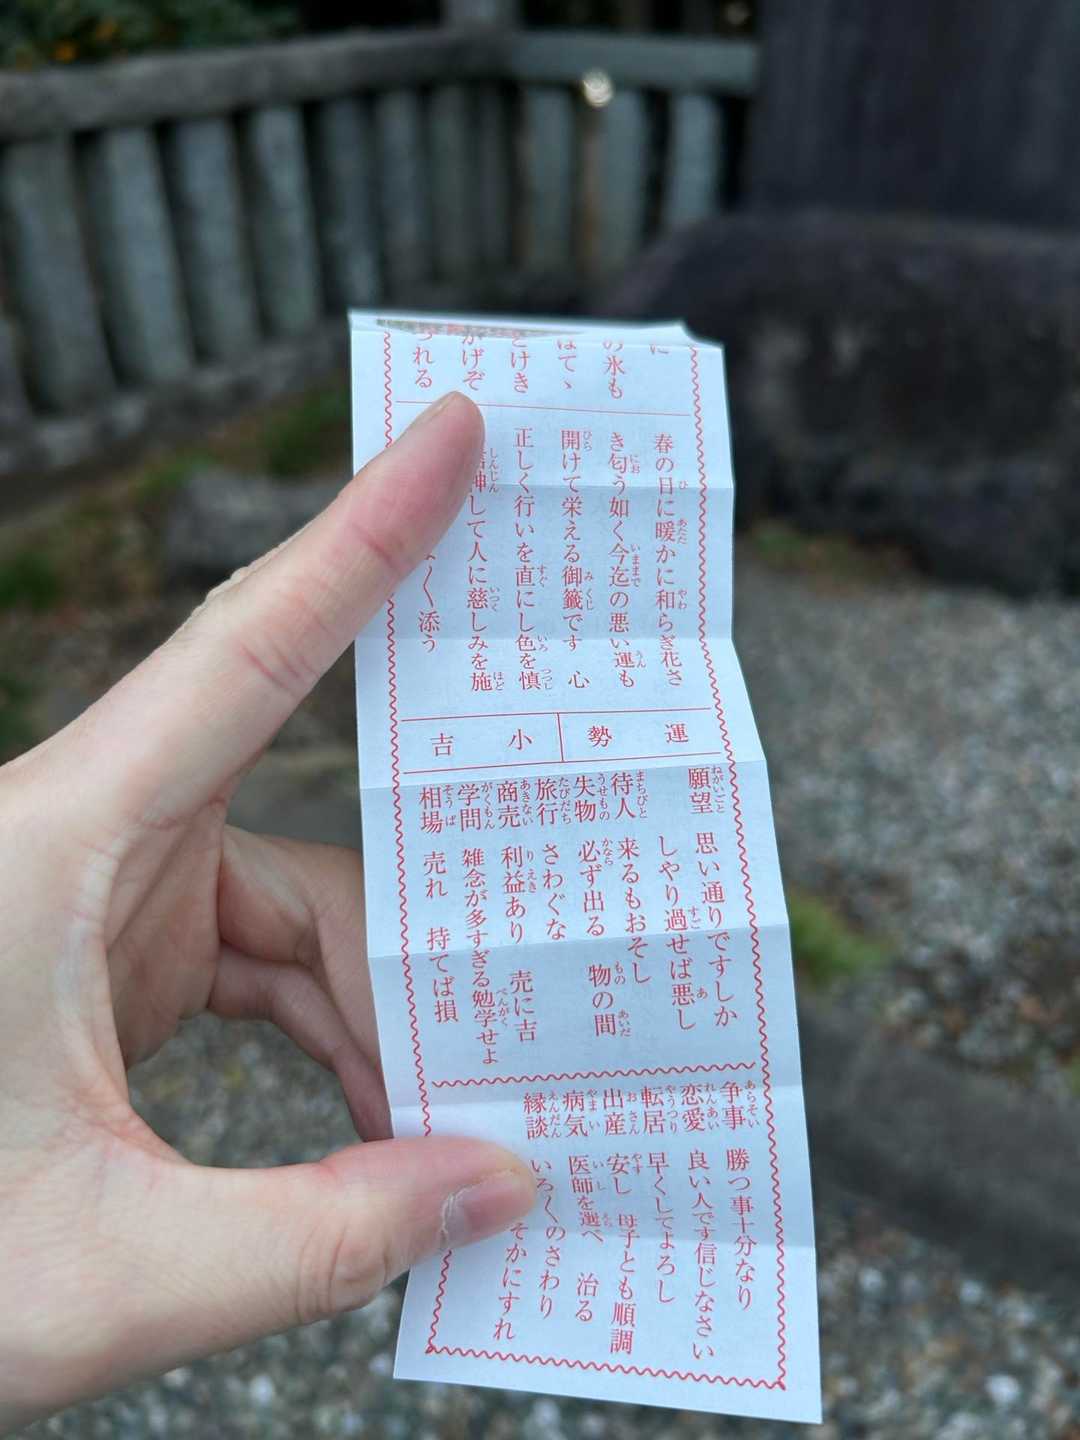 に
の氷も
はてゝ
とけき
かげぞ
られる
春の日に暖かに和らぎ花さ
き匂う如く今迄の悪い運も
開けて栄える御籤です 心
正しく行いを直にし色を慎
神して人に慈しみを施
く添う
運勢 小吉
願望 思い通りですしか
しやり過せば悪し
待人 来るもおそし
失物 必ず出る 物の間
旅行 さわぐな
商売 利益あり 売に吉
学問 雑念が多すぎる勉学せよ
相場 売れ 持てば損
争事 勝つ事十分なり
恋愛 良い人です信じなさい
転居 早くしてよろし
出産 安し 母子とも順調
病気 医師を選べ 治る
縁談 いろ〱のさわり
そかにすれ